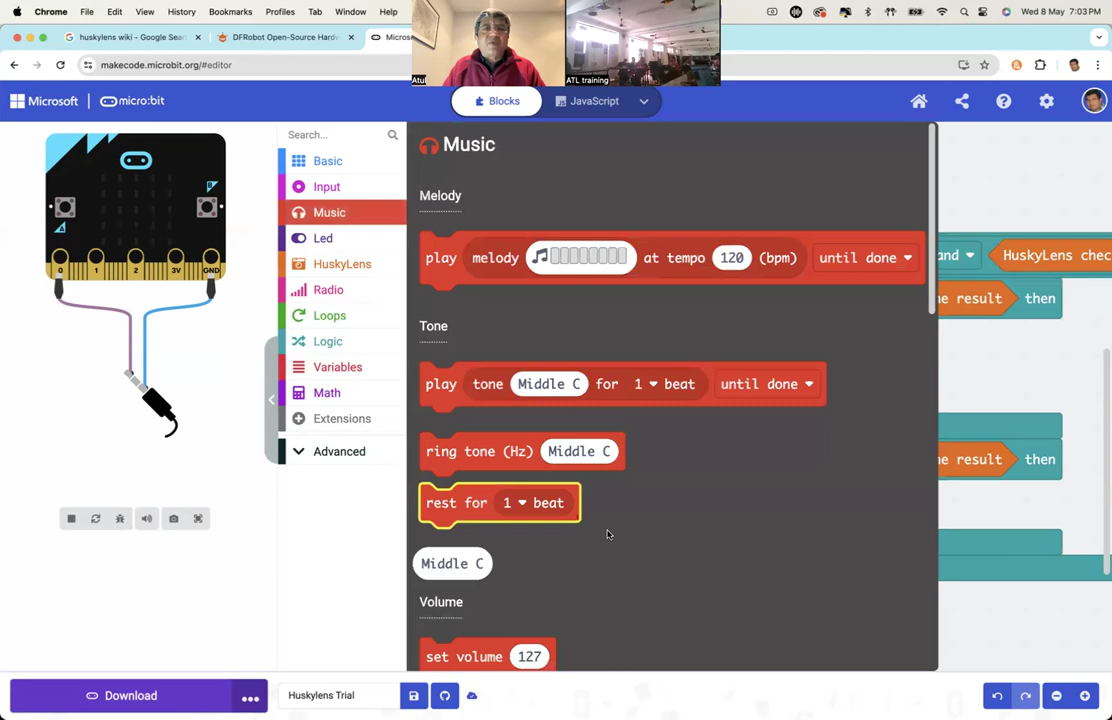 Chrome File Edit View History Bookmarks Profiles Tab Window Help Wed 8 May 7:03 PM
huskylens wiki - Google Sear
DFRobot Open-Source Hardw
Micros
makecode.microbit.org/#editor
Atul
ATL training
Microsoft
micro:bit
Blocks
JavaScript
A
B
0 1 2 3V GND
Search...
Basic
Input
Music
Led
HuskyLens
Radio
Loops
Logic
Variables
Math
Extensions
Advanced
Music
Melody
play melody at tempo 120 (bpm) until done
Tone
play tone Middle C for 1 beat until done
ring tone (Hz) Middle C
rest for 1 beat
Middle C
Volume
set volume 127
and HuskyLens chec
e result then
e result then
Download
Huskylens Trial